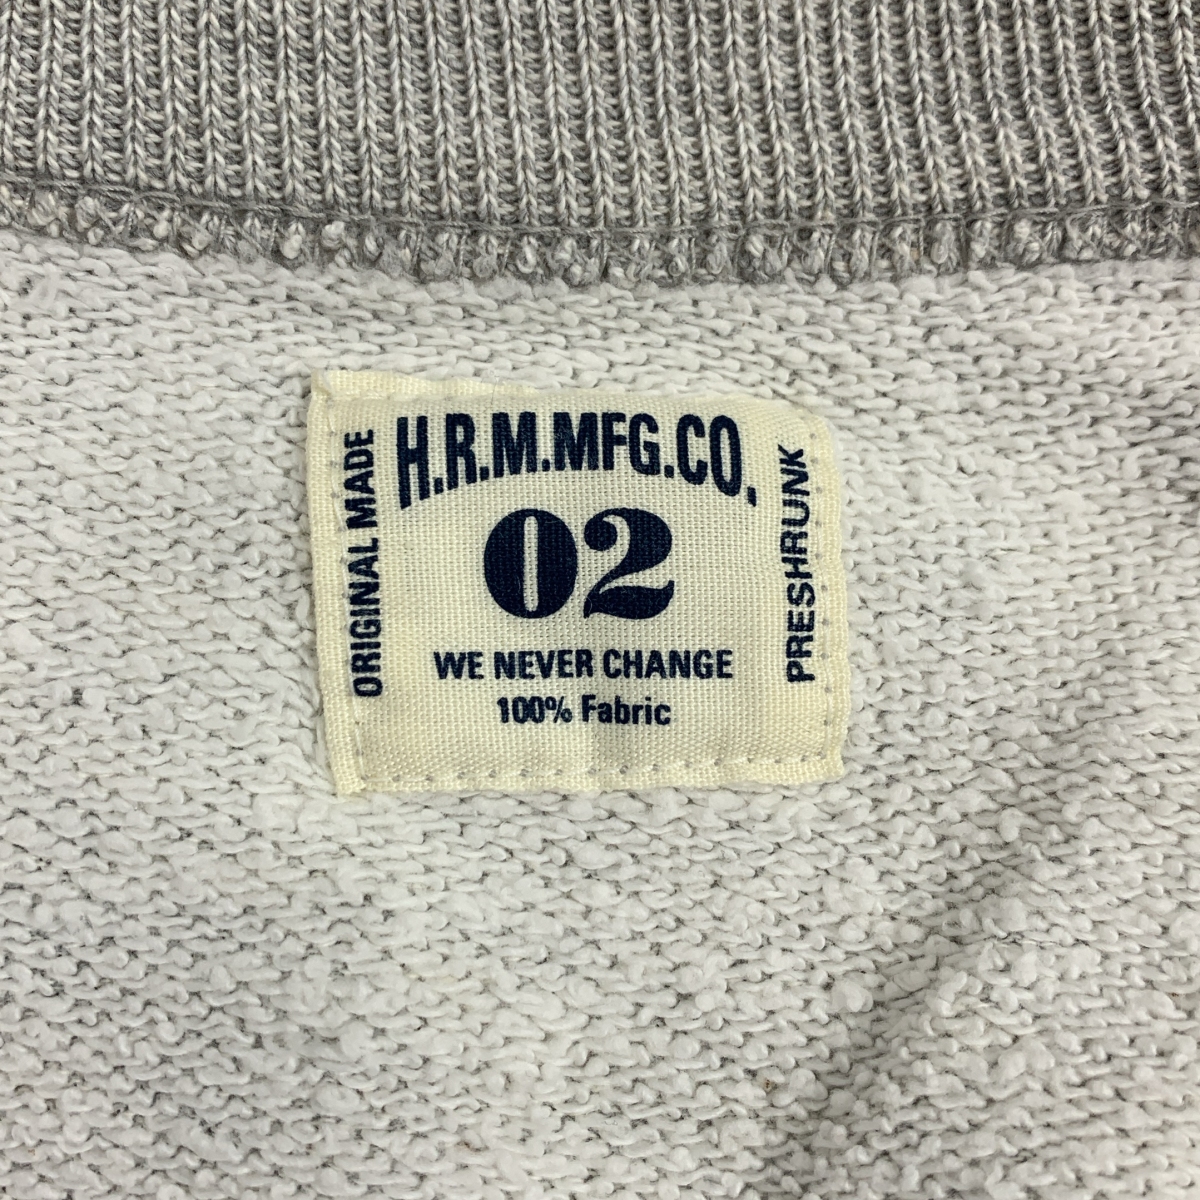 H.R.M.MFG.CO.
ORIGINAL MADE
02
PRESHRUNK
WE NEVER CHANGE
100% Fabric